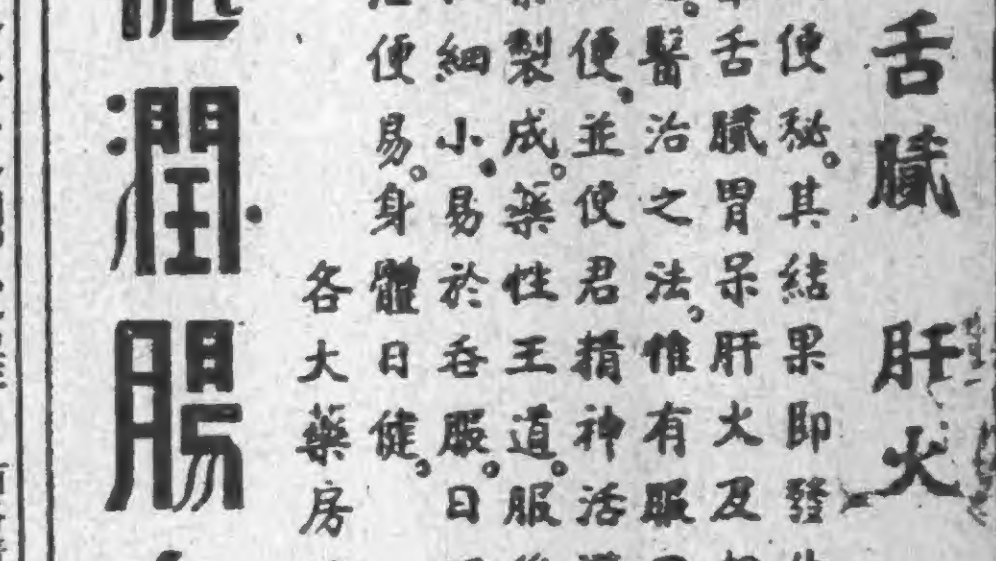 舌膩 肝火
便秘。其結果即發
舌膩胃呆肝火及
醫治之法。惟有服
便。並使君精神活
製成。藥性王道。服
細小。易於吞服。日
便易。身體日健。
各大藥房
潤腸